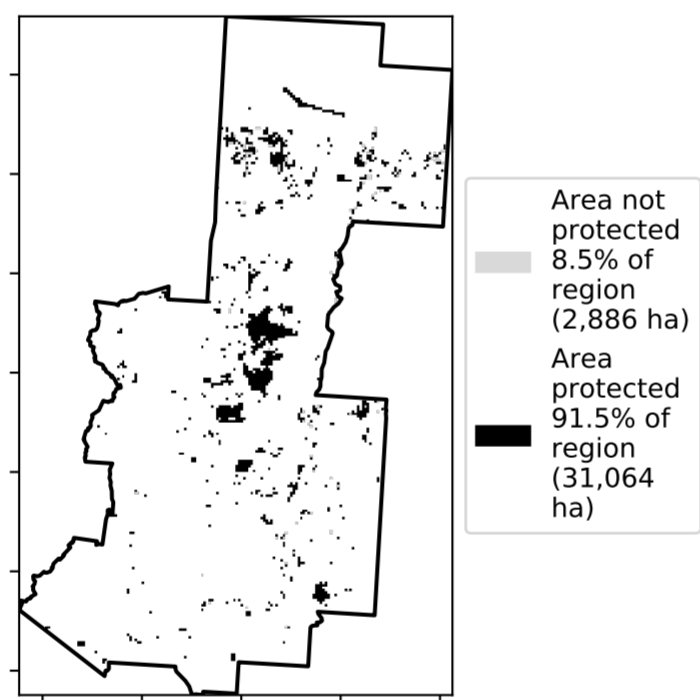 Area not
protected
8.5% of
region
(2,886 ha)
Area
protected
91.5% of
region
(31,064
ha)